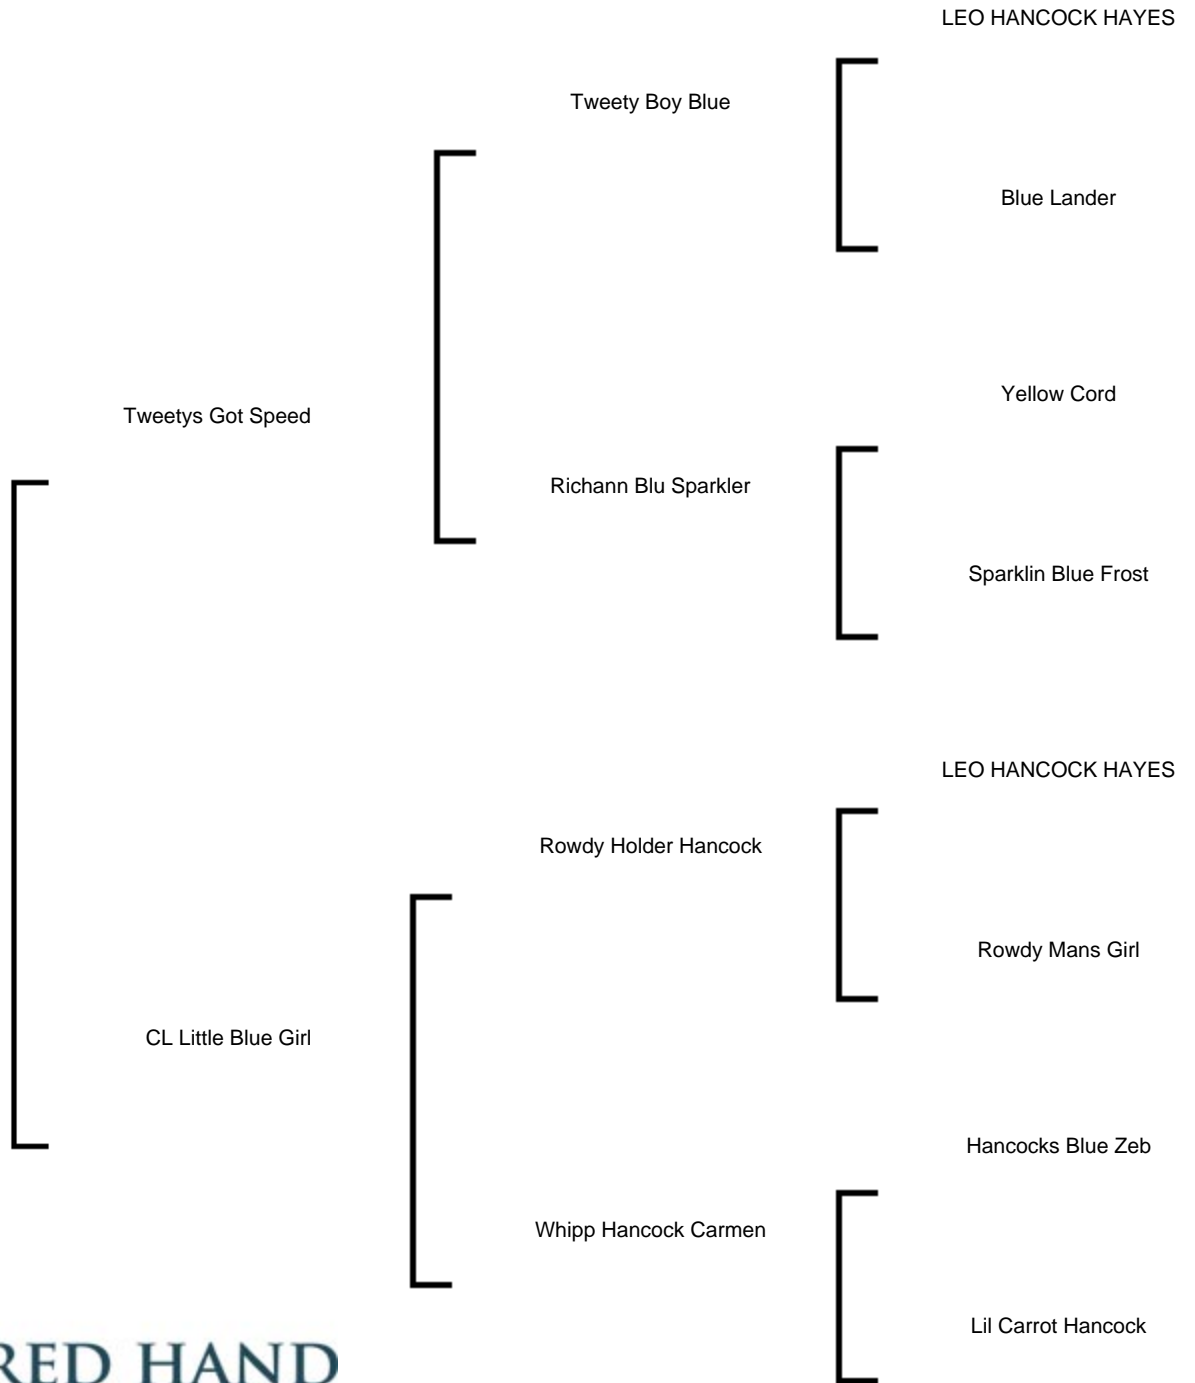 LEO HANCOCK HAYES
Tweety Boy Blue
Blue Lander
Yellow Cord
Tweetys Got Speed
Richann Blu Sparkler
Sparklin Blue Frost
LEO HANCOCK HAYES
Rowdy Holder Hancock
Rowdy Mans Girl
CL Little Blue Girl
Hancocks Blue Zeb
Whipp Hancock Carmen
Lil Carrot Hancock
RED HAND